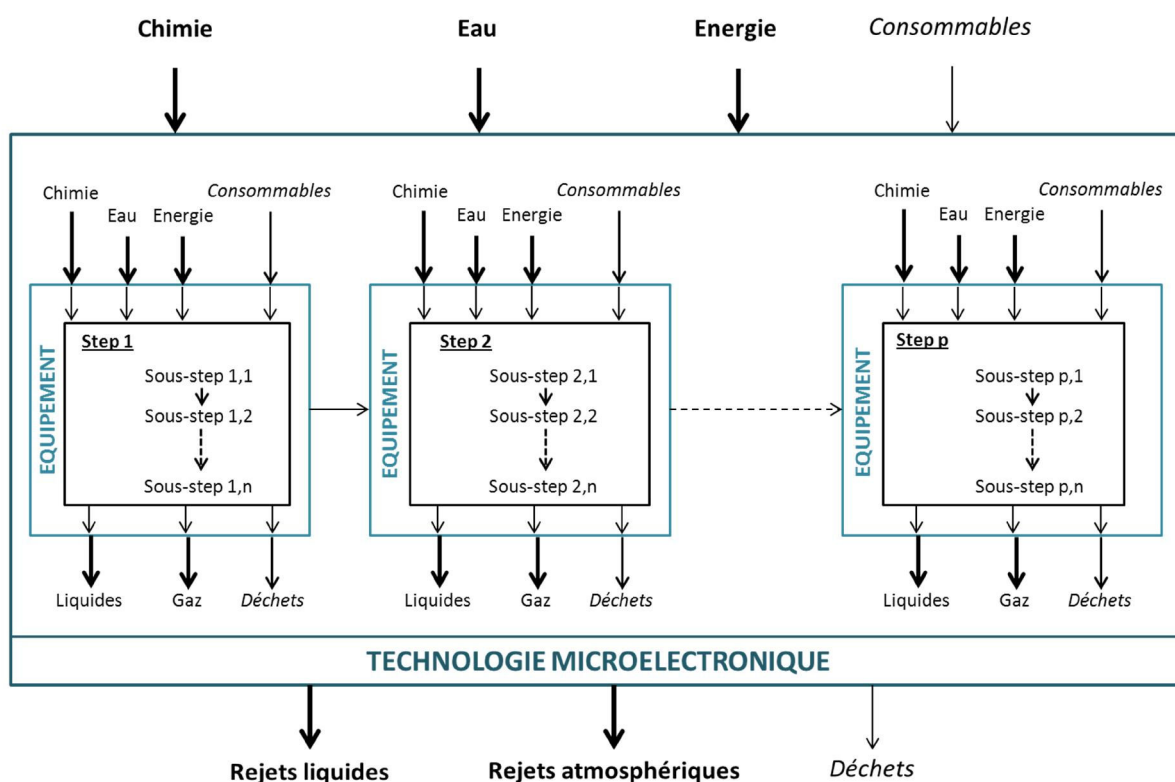 Chimie
Eau
Energie
Consommables
Chimie
Eau
Energie
Consommables
EQUIPEMENT
Step 1
Sous-step 1,1
Sous-step 1,2
Sous-step 1,n
Liquides
Gaz
Déchets
Chimie
Eau
Energie
Consommables
EQUIPEMENT
Step 2
Sous-step 2,1
Sous-step 2,2
Sous-step 2,n
Liquides
Gaz
Déchets
Chimie
Eau
Energie
Consommables
EQUIPEMENT
Step p
Sous-step p,1
Sous-step p,2
Sous-step p,n
Liquides
Gaz
Déchets
TECHNOLOGIE MICROELECTRONIQUE
Rejets liquides
Rejets atmosphériques
Déchets